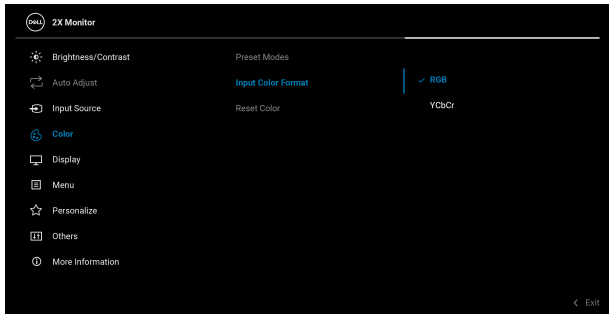 DELL 2X Monitor
Brightness/Contrast
Auto Adjust
Input Source
Color
Display
Menu
Personalize
Others
More Information
Preset Modes
Input Color Format
Reset Color
✓ RGB
YCbCr
< Exit